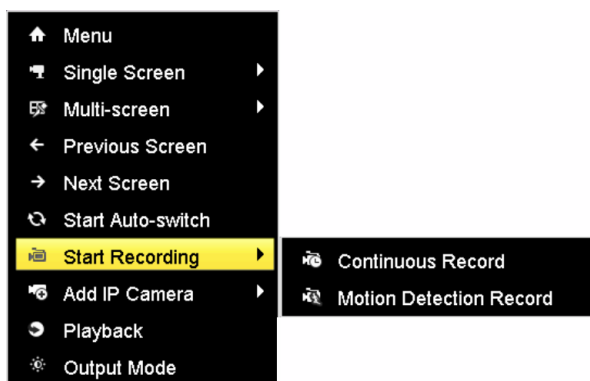 Menu
Single Screen
Multi-screen
Previous Screen
Next Screen
Start Auto-switch
Start Recording
Continuous Record
Add IP Camera
Motion Detection Record
Playback
Output Mode